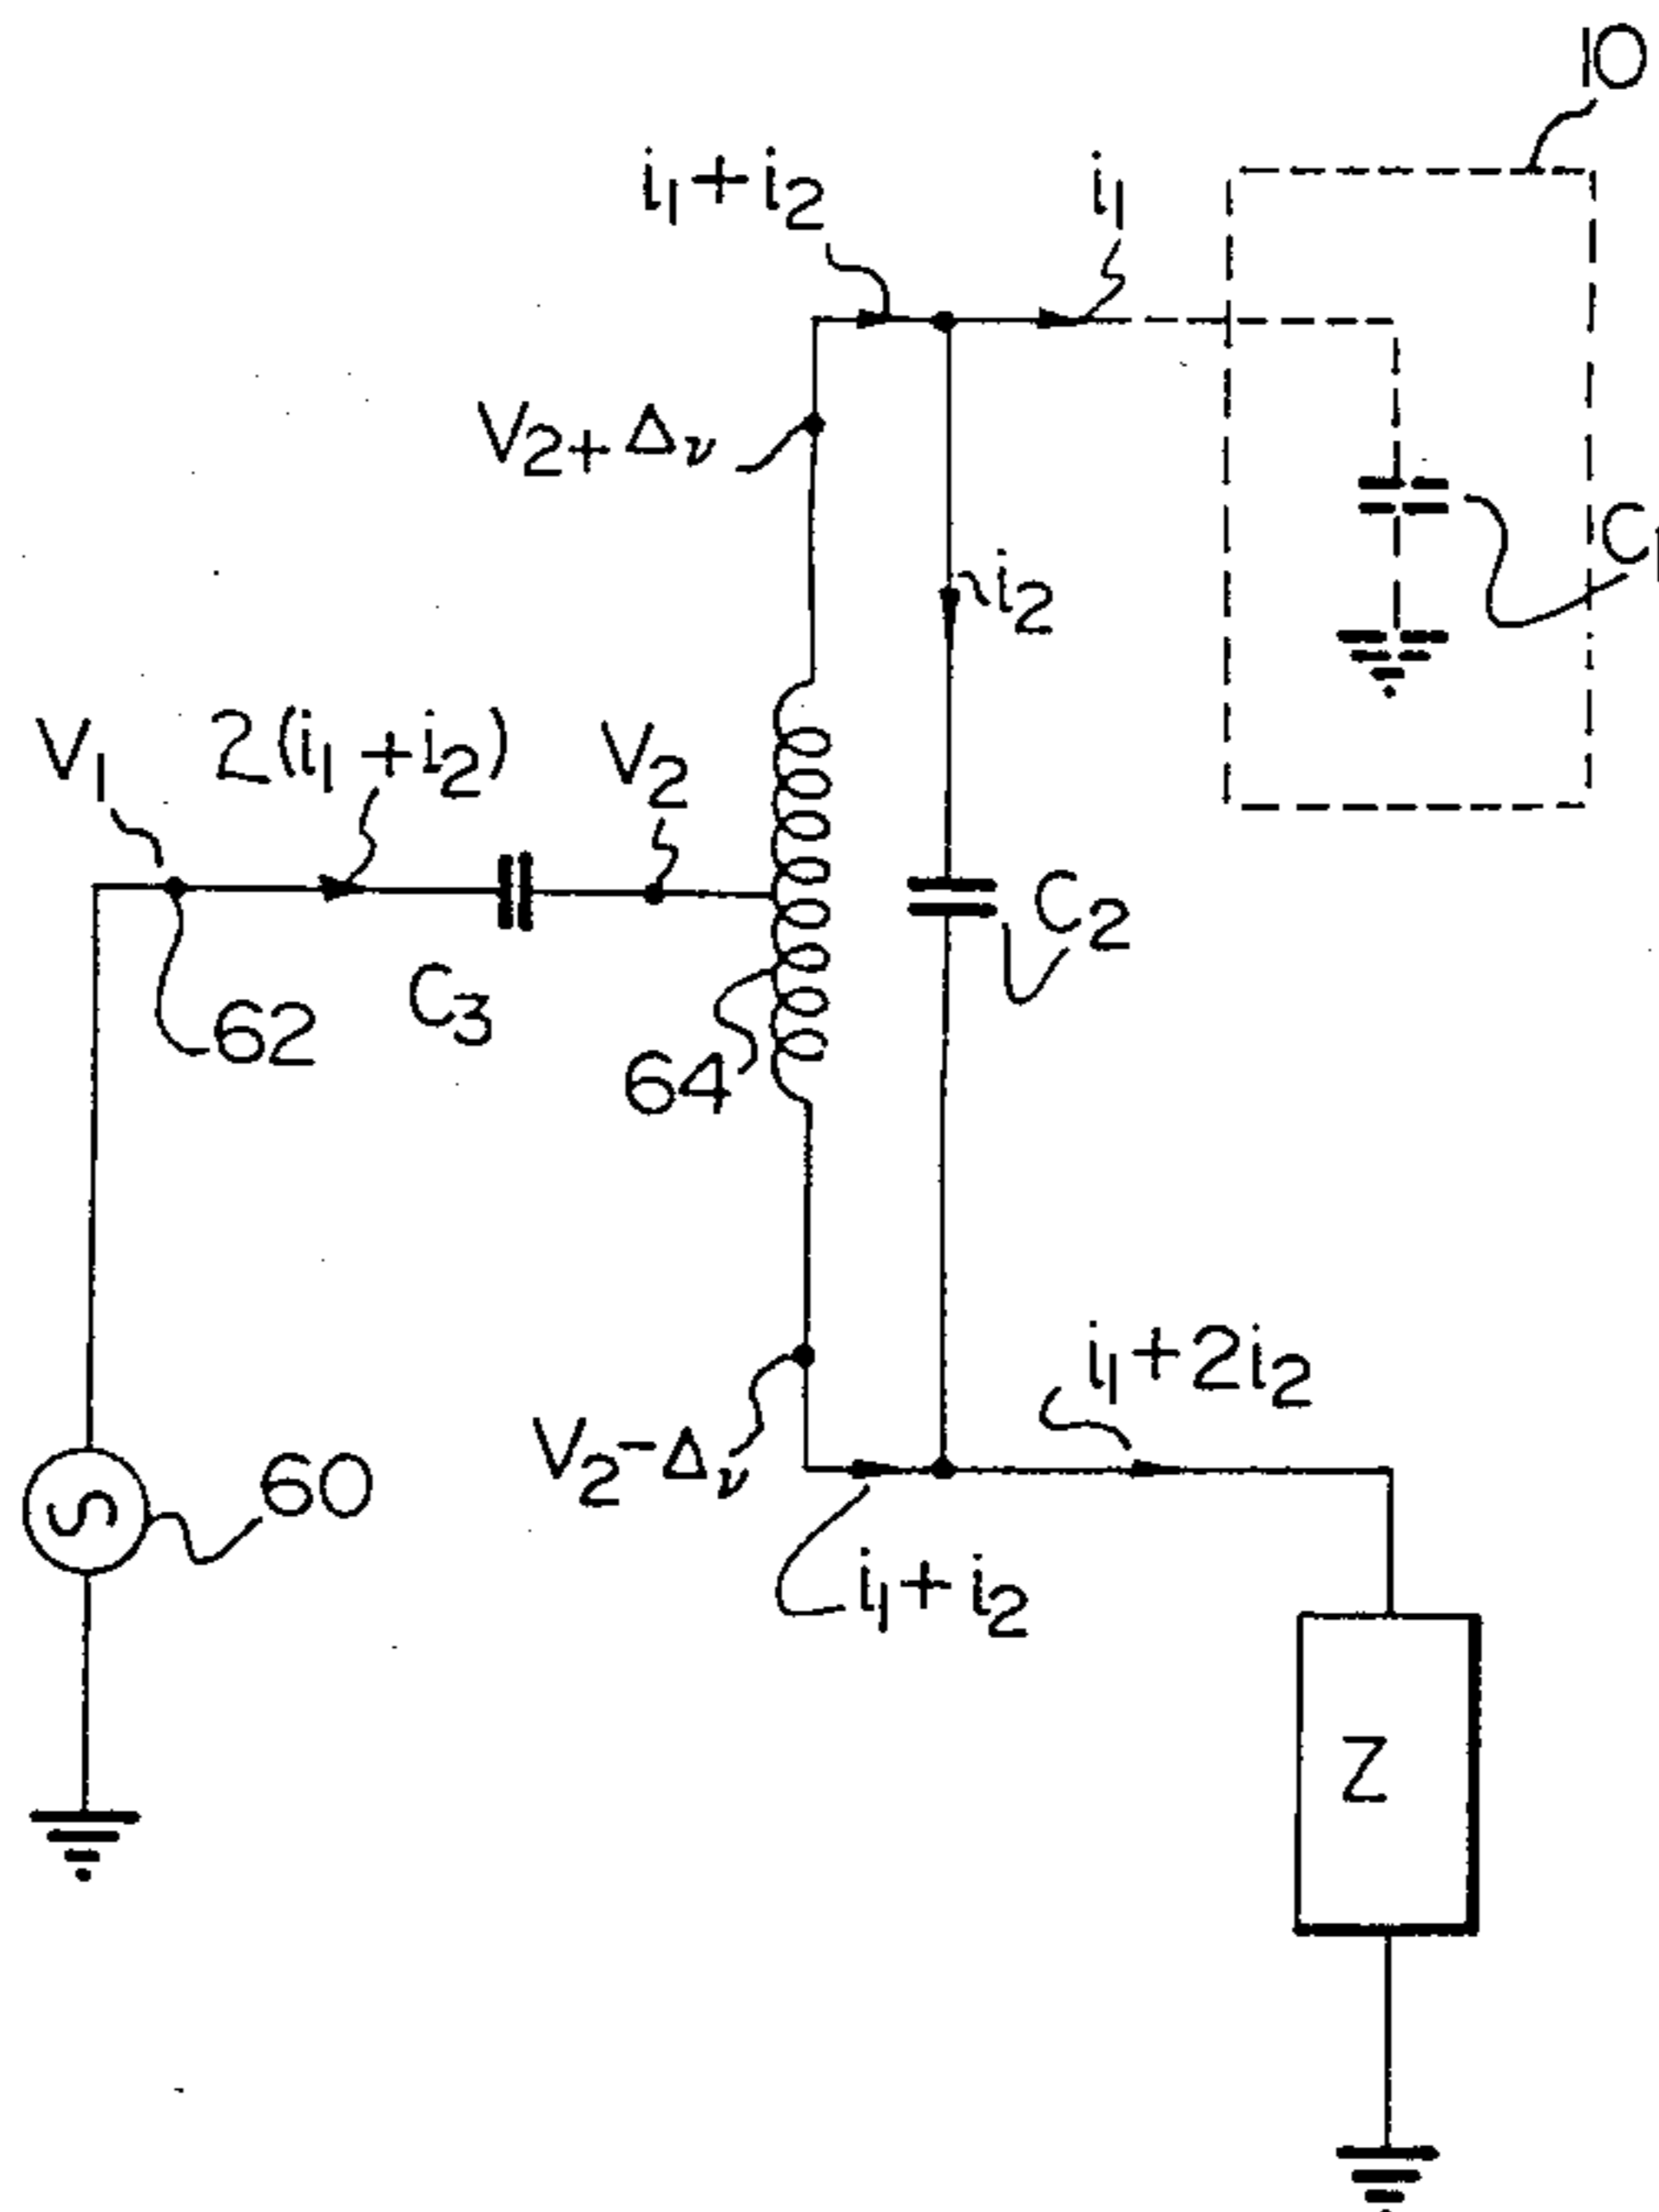 10
i₁+i₂
i₁
V₂+Δv
C₁
i₂
V₁
2(i₁+i₂)
V₂
C₂
C₃
62
64
i₁+2i₂
V₂-Δv
60
i₁+i₂
Z